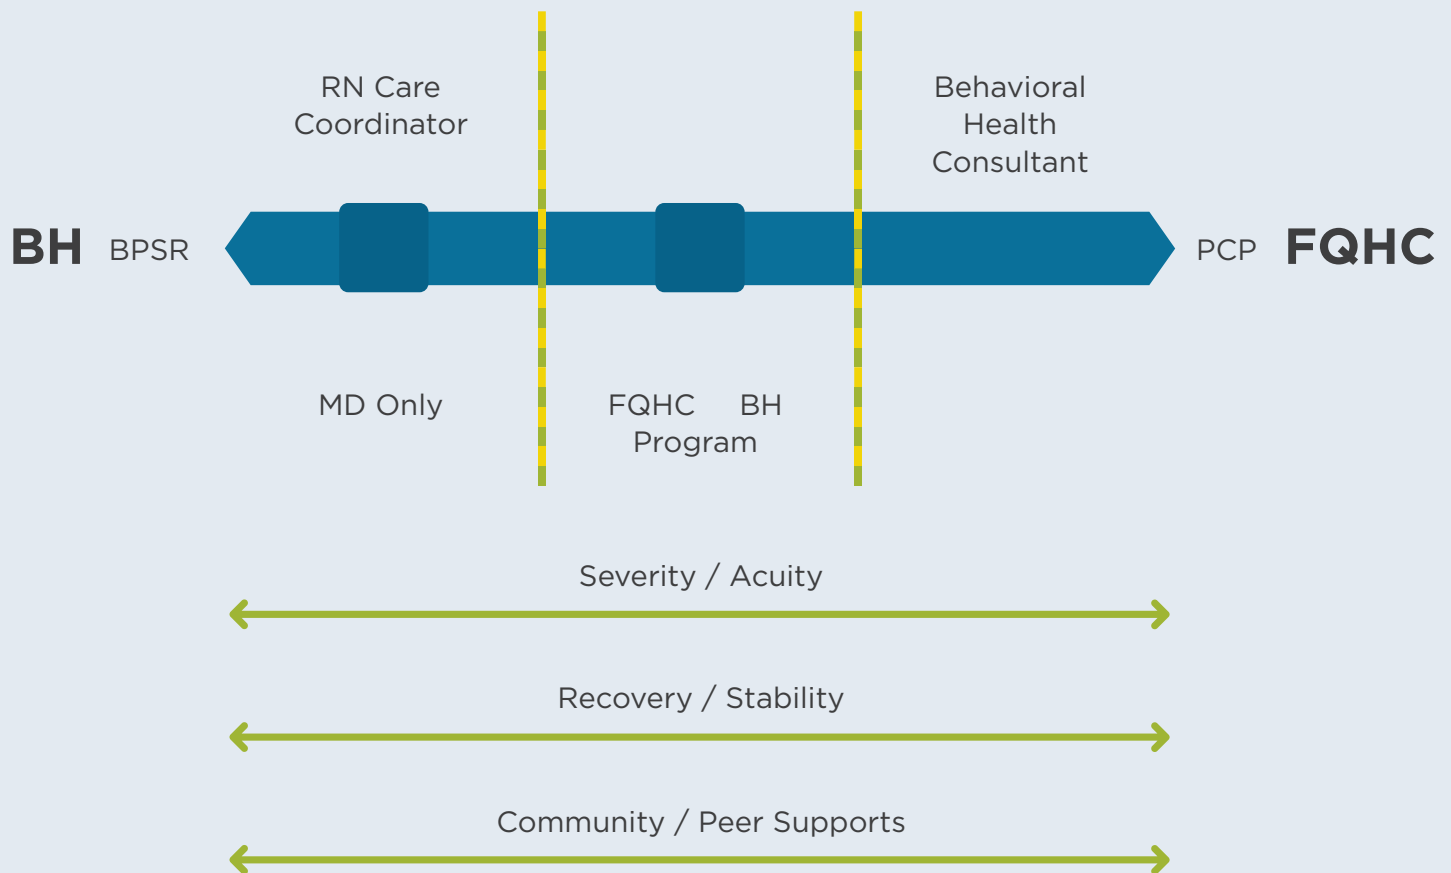 RN Care
Coordinator
Behavioral
Health
Consultant
BH BPSR
PCP FQHC
MD Only
FQHC BH
Program
Severity / Acuity
Recovery / Stability
Community / Peer Supports